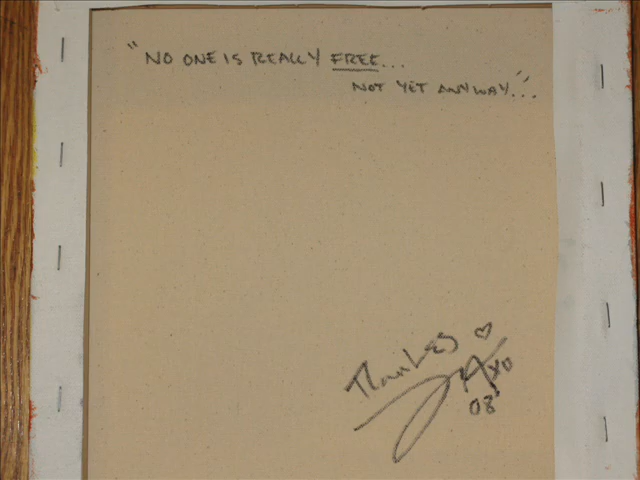 "NO ONE IS REALLY FREE...
NOT YET ANYWAY..."
Thanks ♡
XO
08'